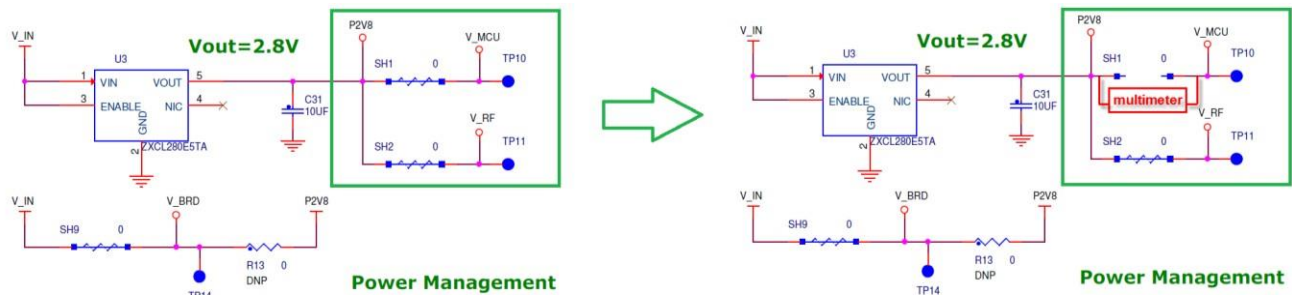 P2V8
V_IN
U3
Vout=2.8V
V_MCU
SH1 0 TP10
1 VIN VOUT 5
3 ENABLE NIC 4
C31
10UF
GND
V_RF
2 ZXCL280E5TA
SH2 0 TP11
V_IN V_BRD P2V8
SH9 0
R13 0
DNP
TP14
Power Management
P2V8
V_IN
U3
Vout=2.8V
V_MCU
SH1 0 TP10
1 VIN VOUT 5
multimeter
3 ENABLE NIC 4
C31
10UF
GND
V_RF
2 ZXCL280E5TA
SH2 0 TP11
V_IN V_BRD P2V8
SH9 0
R13 0
DNP
TP14
Power Management